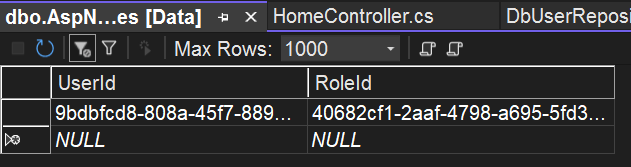 dbo.AspN...es [Data] HomeController.cs DbUserReposi
Max Rows: 1000
UserId RoleId
9bdbfcd8-808a-45f7-889... 40682cf1-2aaf-4798-a695-5fd3...
NULL NULL